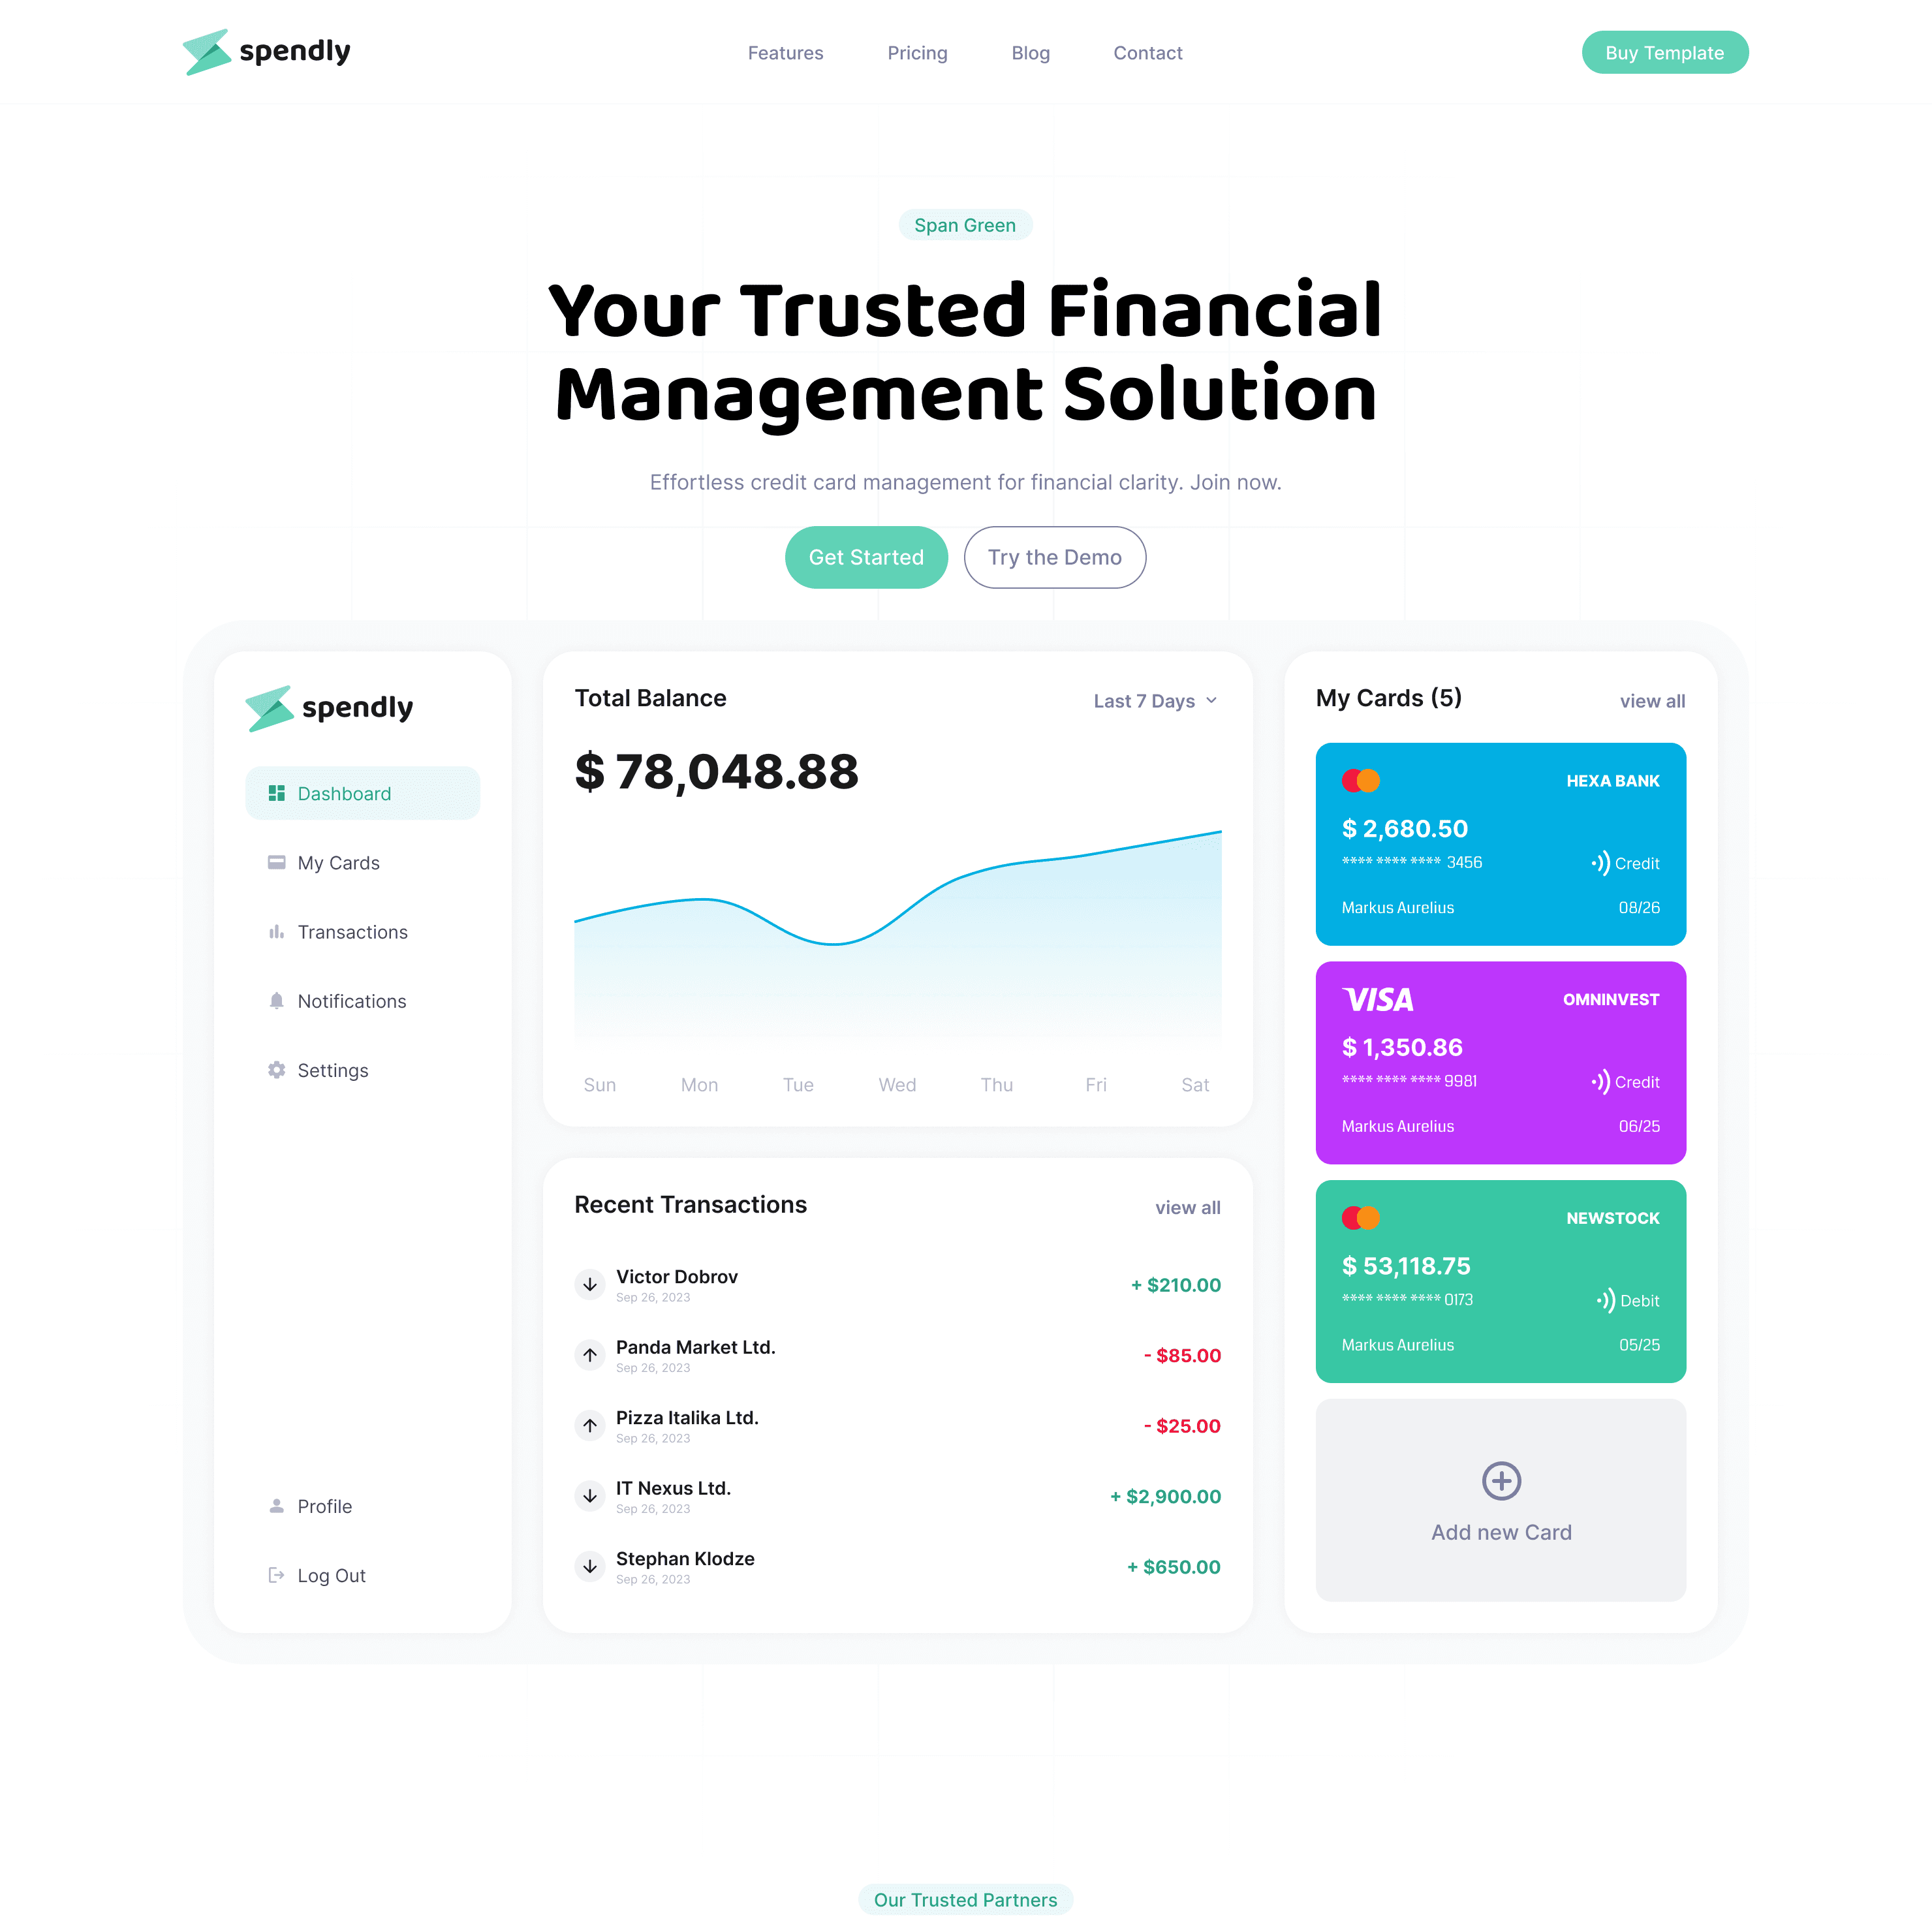 spendly
Features
Pricing
Blog
Contact
Buy Template
Span Green
Your Trusted Financial
Management Solution
Effortless credit card management for financial clarity. Join now.
Get Started
Try the Demo
spendly
Dashboard
My Cards
Transactions
Notifications
Settings
Profile
Log Out
Total Balance
Last 7 Days
$ 78,048.88
Sun Mon Tue Wed Thu Fri Sat
Recent Transactions
view all
Victor Dobrov
Sep 26, 2023
+ $210.00
Panda Market Ltd.
Sep 26, 2023
- $85.00
Pizza Italika Ltd.
Sep 26, 2023
- $25.00
IT Nexus Ltd.
Sep 26, 2023
+ $2,900.00
Stephan Klodze
Sep 26, 2023
+ $650.00
My Cards (5)
view all
HEXA BANK
$ 2,680.50
**** **** **** 3456
Credit
Markus Aurelius
08/26
VISA
OMNINVEST
$ 1,350.86
**** **** **** 9981
Credit
Markus Aurelius
06/25
NEWSTOCK
$ 53,118.75
**** **** **** 0173
Debit
Markus Aurelius
05/25
Add new Card
Our Trusted Partners